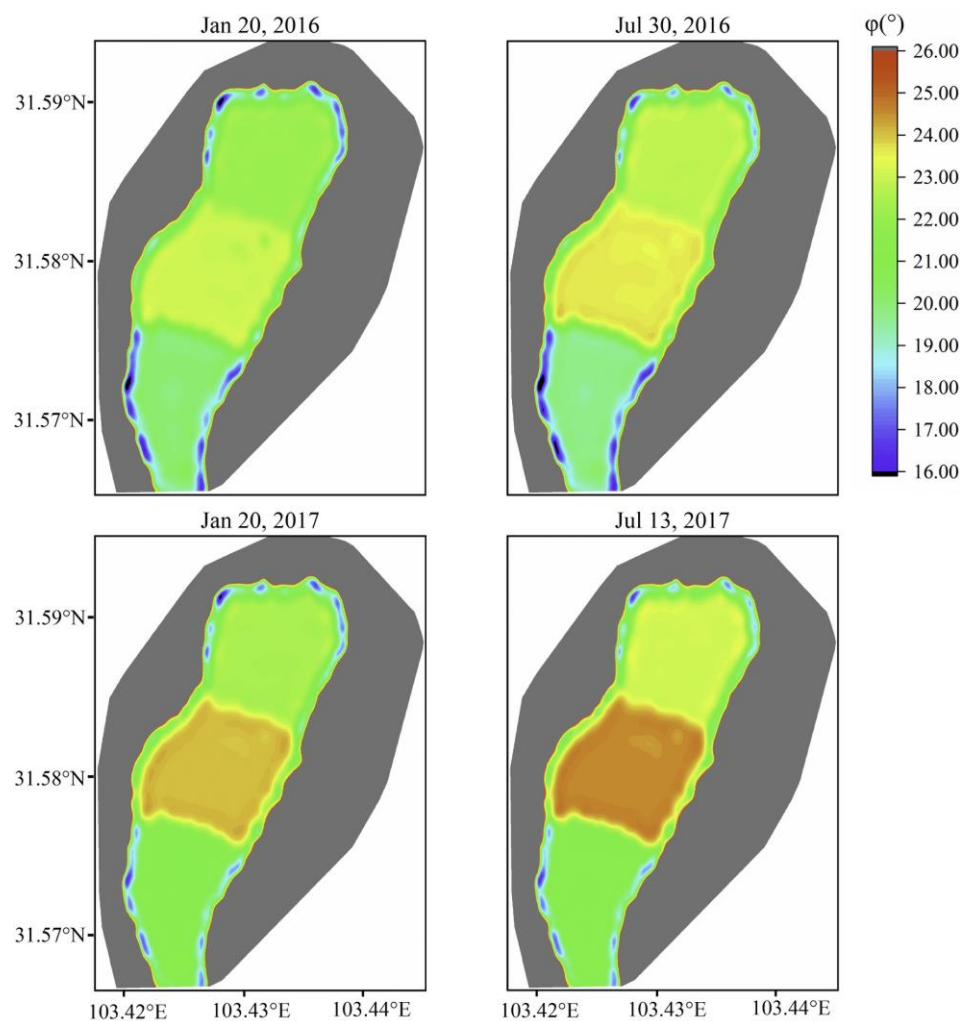 Jan 20, 2016
Jul 30, 2016
φ(°)
26.00
25.00
24.00
23.00
22.00
21.00
20.00
19.00
18.00
17.00
16.00
31.59°N
31.58°N
31.57°N
Jan 20, 2017
Jul 13, 2017
31.59°N
31.58°N
31.57°N
103.42°E 103.43°E 103.44°E
103.42°E 103.43°E 103.44°E